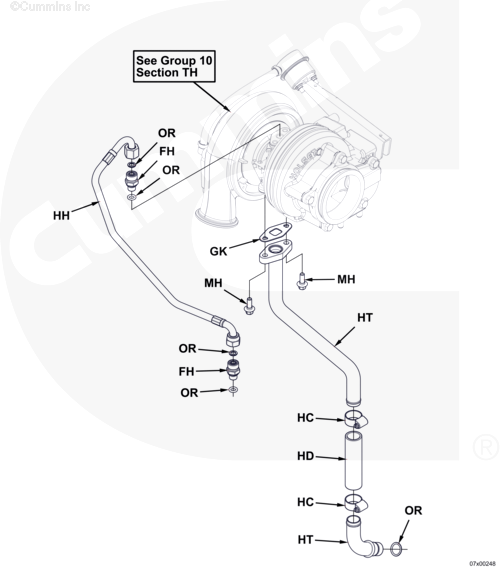 ©Cummins Inc
See Group 10
Section TH
OR
FH
OR
HH
GK
MH
MH
HT
OR
FH
OR
HC
HD
HC
OR
HT
HOLSET
Cummins
®
07x00248